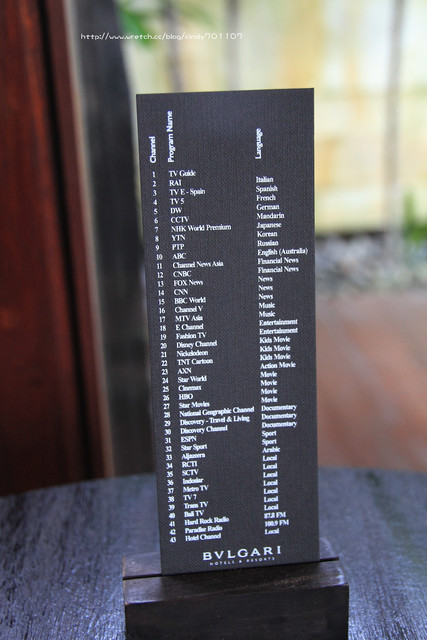 http://www.wretch.cc/blog/cindy701107
Channel Program Name Language
1 TV Guide
2 RAI Italian
3 TV E - Spain Spanish
4 TV 5 French
5 DW German
6 CCTV Mandarin
7 NHK World Premium Japanese
8 YTN Korean
9 PTP Russian
10 ABC English (Australia)
11 Channel News Asia Financial News
12 CNBC Financial News
13 FOX News News
14 CNN News
15 BBC World News
16 Channel V Music
17 MTV Asia Music
18 E Channel Entertainment
19 Fashion TV Entertainment
20 Disney Channel Kids Movie
21 Nickelodeon Kids Movie
22 TNT Cartoon Kids Movie
23 AXN Action Movie
24 Star World Movie
25 Cinemax Movie
26 HBO Movie
27 Star Movies Movie
28 National Geographic Channel Documentary
29 Discovery - Travel & Living Documentary
30 Discovery Channel Documentary
31 ESPN Sport
32 Star Sport Sport
33 Aljazeera Arabic
34 RCTI Local
35 SCTV Local
36 Indosiar Local
37 Metro TV Local
38 TV 7 Local
39 Trans TV Local
40 Bali TV Local
41 Hard Rock Radio 87.8 FM
42 Paradise Radio 100.9 FM
43 Hotel Channel
BVLGARI
HOTELS & RESORTS